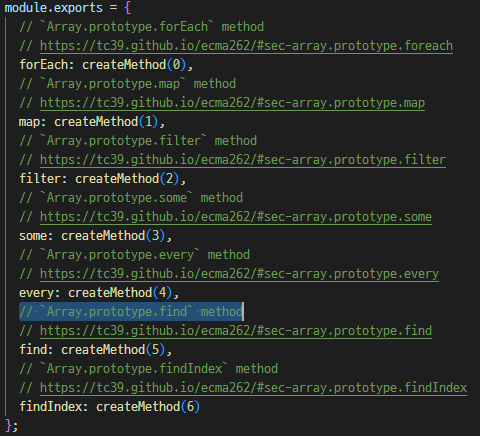 module.exports = {
// `Array.prototype.forEach` method
// https://tc39.github.io/ecma262/#sec-array.prototype.foreach
forEach: createMethod(0),
// `Array.prototype.map` method
// https://tc39.github.io/ecma262/#sec-array.prototype.map
map: createMethod(1),
// `Array.prototype.filter` method
// https://tc39.github.io/ecma262/#sec-array.prototype.filter
filter: createMethod(2),
// `Array.prototype.some` method
// https://tc39.github.io/ecma262/#sec-array.prototype.some
some: createMethod(3),
// `Array.prototype.every` method
// https://tc39.github.io/ecma262/#sec-array.prototype.every
every: createMethod(4),
// `Array.prototype.find` method
// https://tc39.github.io/ecma262/#sec-array.prototype.find
find: createMethod(5),
// `Array.prototype.findIndex` method
// https://tc39.github.io/ecma262/#sec-array.prototype.findIndex
findIndex: createMethod(6)
};